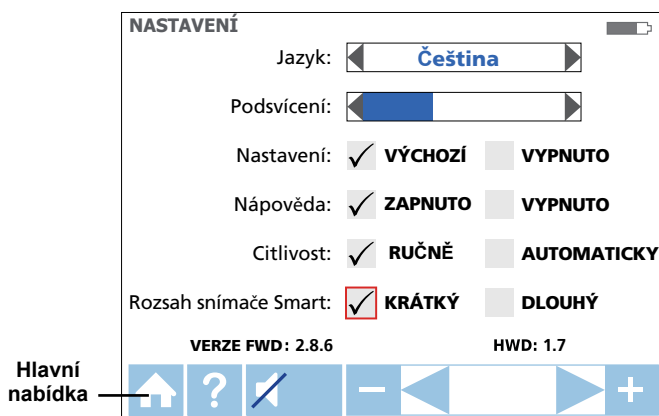 NASTAVENÍ
Jazyk: Čeština
Podsvícení:
Nastavení: VÝCHOZÍ VYPNUTO
Nápověda: ZAPNUTO VYPNUTO
Citlivost: RUČNĚ AUTOMATICKY
Rozsah snímače Smart: KRÁTKÝ DLOUHÝ
VERZE FWD: 2.8.6 HWD: 1.7
Hlavní
nabídka
? − +